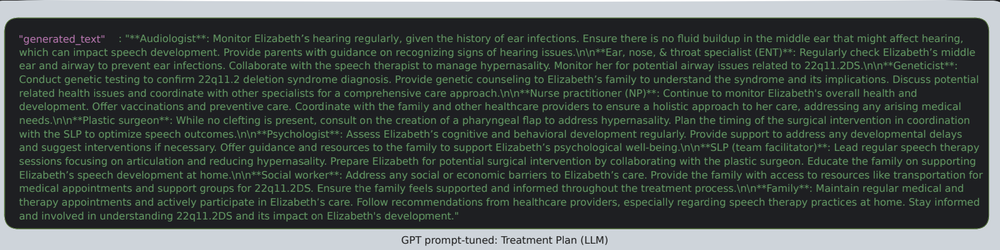 "generated_text" : "**Audiologist**: Monitor Elizabeth’s hearing regularly, given the history of ear infections. Ensure there is no fluid buildup in the middle ear that might affect hearing,
which can impact speech development. Provide parents with guidance on recognizing signs of hearing issues.\n\n**Ear, nose, & throat specialist (ENT)**: Regularly check Elizabeth’s middle
ear and airway to prevent ear infections. Collaborate with the speech therapist to manage hypernasality. Monitor her for potential airway issues related to 22q11.2DS.\n\n**Geneticist**:
Conduct genetic testing to confirm 22q11.2 deletion syndrome diagnosis. Provide genetic counseling to Elizabeth’s family to understand the syndrome and its implications. Discuss potential
related health issues and coordinate with other specialists for a comprehensive care approach.\n\n**Nurse practitioner (NP)**: Continue to monitor Elizabeth's overall health and
development. Offer vaccinations and preventive care. Coordinate with the family and other healthcare providers to ensure a holistic approach to her care, addressing any arising medical
needs.\n\n**Plastic surgeon**: While no clefting is present, consult on the creation of a pharyngeal flap to address hypernasality. Plan the timing of the surgical intervention in coordination
with the SLP to optimize speech outcomes.\n\n**Psychologist**: Assess Elizabeth’s cognitive and behavioral development regularly. Provide support to address any developmental delays
and suggest interventions if necessary. Offer guidance and resources to the family to support Elizabeth’s psychological well-being.\n\n**SLP (team facilitator)**: Lead regular speech therapy
sessions focusing on articulation and reducing hypernasality. Prepare Elizabeth for potential surgical intervention by collaborating with the plastic surgeon. Educate the family on supporting
Elizabeth’s speech development at home.\n\n**Social worker**: Address any social or economic barriers to Elizabeth’s care. Provide the family with access to resources like transportation for
medical appointments and support groups for 22q11.2DS. Ensure the family feels supported and informed throughout the treatment process.\n\n**Family**: Maintain regular medical and
therapy appointments and actively participate in Elizabeth’s care. Follow recommendations from healthcare providers, especially regarding speech therapy practices at home. Stay informed
and involved in understanding 22q11.2DS and its impact on Elizabeth's development."
GPT prompt-tuned: Treatment Plan (LLM)